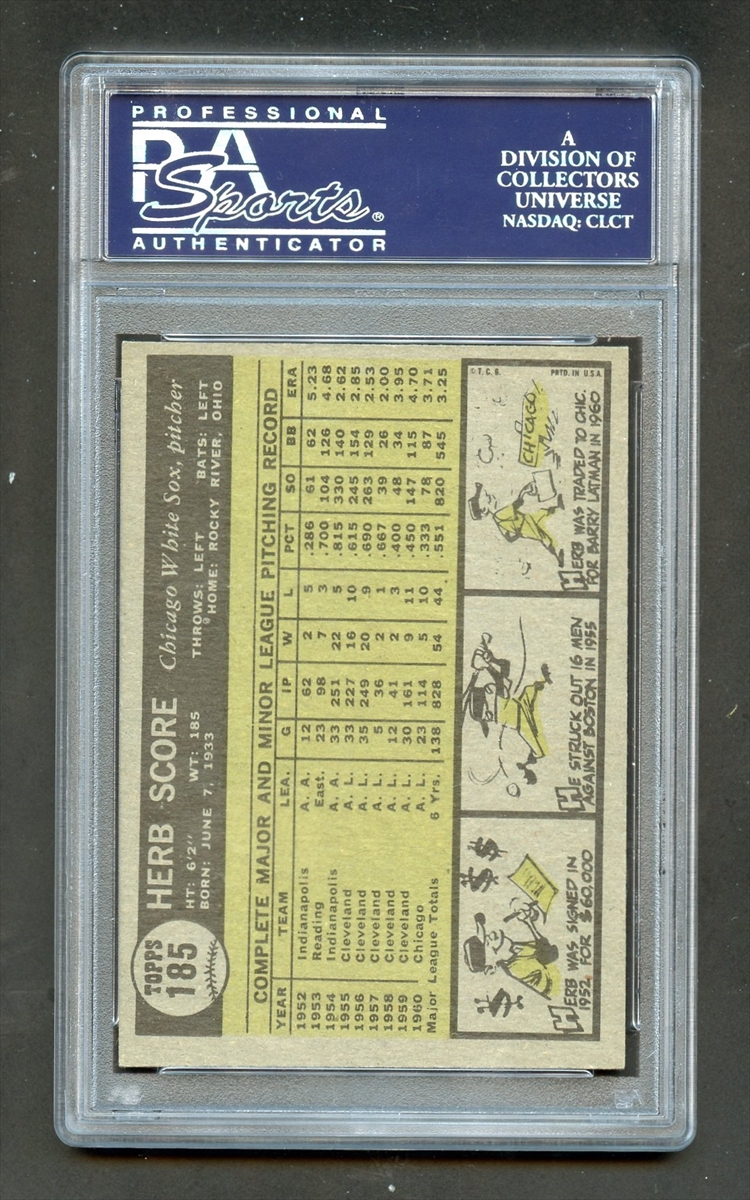 PROFESSIONAL
PSA
Sports®
AUTHENTICATOR
A
DIVISION OF
COLLECTORS
UNIVERSE
NASDAQ: CLCT
TOPPS
185
HERB SCORE Chicago White Sox, pitcher
HT: 6'2" WT: 185 THROWS: LEFT BATS: LEFT
BORN: JUNE 7, 1933 HOME: ROCKY RIVER, OHIO
COMPLETE MAJOR AND MINOR LEAGUE PITCHING RECORD
YEAR TEAM LEA. G IP W L PCT SO BB ERA
1952 Indianapolis A. A. 12 62 2 5 .286 61 62 5.23
1953 Reading East. 23 98 7 3 .700 104 126 4.68
1954 Indianapolis A. A. 33 251 22 5 .815 330 140 2.62
1955 Cleveland A. L. 33 227 16 10 .615 245 154 2.85
1956 Cleveland A. L. 35 249 20 9 .690 263 129 2.53
1957 Cleveland A. L. 5 36 2 1 .667 39 26 2.00
1958 Cleveland A. L. 12 41 2 3 .400 48 34 3.95
1959 Cleveland A. L. 30 161 9 11 .450 147 115 4.70
1960 Chicago A. L. 23 114 5 10 .333 78 87 3.71
Major League Totals 6 Yrs. 138 828 54 44 .551 820 545 3.25
HERB WAS SIGNED IN
1952 FOR $60,000
HE STRUCK OUT 16 MEN
AGAINST BOSTON IN 1955
© T. C. G. PRTD. IN U.S.A.
CHICAGO
HERB WAS TRADED TO CHIC.
FOR BARRY LATMAN IN 1960